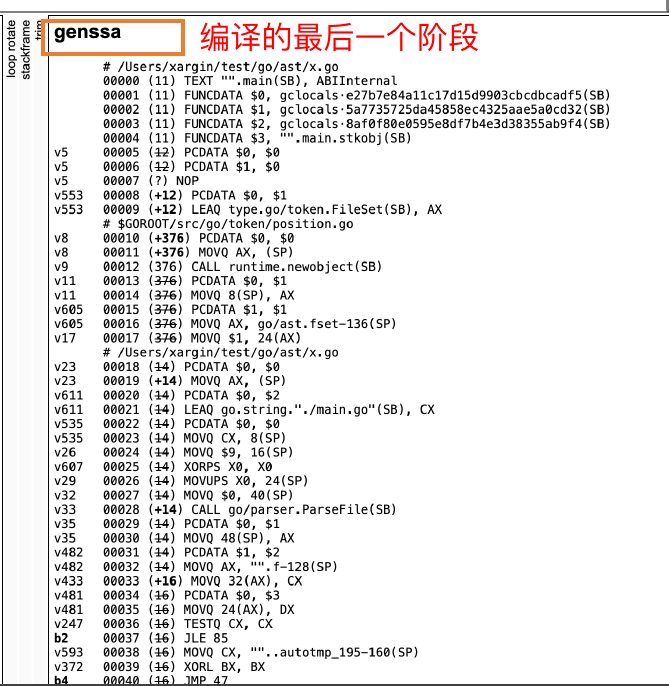 loop rotate
stackframe
trim
genssa
编译的最后一个阶段
# /Users/xargin/test/go/ast/x.go
00000 (11) TEXT "".main(SB), ABIInternal
00001 (11) FUNCDATA $0, gclocals·e27b7e84a11c17d15d9903cbcdbcadf5(SB)
00002 (11) FUNCDATA $1, gclocals·5a7735725da45858ec4325aae5a0cd32(SB)
00003 (11) FUNCDATA $2, gclocals·8af0f80e0595e8df7b4e3d38355ab9f4(SB)
00004 (11) FUNCDATA $3, "".main.stkobj(SB)
v5 00005 (12) PCDATA $0, $0
v5 00006 (12) PCDATA $1, $0
v5 00007 (?) NOP
v553 00008 (+12) PCDATA $0, $1
v553 00009 (+12) LEAQ type.go/token.FileSet(SB), AX
# $GOROOT/src/go/token/position.go
v8 00010 (+376) PCDATA $0, $0
v8 00011 (+376) MOVQ AX, (SP)
v9 00012 (376) CALL runtime.newobject(SB)
v11 00013 (376) PCDATA $0, $1
v11 00014 (376) MOVQ 8(SP), AX
v605 00015 (376) PCDATA $1, $1
v605 00016 (376) MOVQ AX, go/ast.fset-136(SP)
v17 00017 (376) MOVQ $1, 24(AX)
# /Users/xargin/test/go/ast/x.go
v23 00018 (14) PCDATA $0, $0
v23 00019 (+14) MOVQ AX, (SP)
v611 00020 (14) PCDATA $0, $2
v611 00021 (14) LEAQ go.string."./main.go"(SB), CX
v535 00022 (14) PCDATA $0, $0
v535 00023 (14) MOVQ CX, 8(SP)
v26 00024 (14) MOVQ $9, 16(SP)
v607 00025 (14) XORPS X0, X0
v29 00026 (14) MOVUPS X0, 24(SP)
v32 00027 (14) MOVQ $0, 40(SP)
v33 00028 (+14) CALL go/parser.ParseFile(SB)
v35 00029 (14) PCDATA $0, $1
v35 00030 (14) MOVQ 48(SP), AX
v482 00031 (14) PCDATA $1, $2
v482 00032 (14) MOVQ AX, "".f-128(SP)
v433 00033 (+16) MOVQ 32(AX), CX
v481 00034 (16) PCDATA $0, $3
v481 00035 (16) MOVQ 24(AX), DX
v247 00036 (16) TESTQ CX, CX
b2 00037 (16) JLE 85
v593 00038 (16) MOVQ CX, ""..autotmp_195-160(SP)
v372 00039 (16) XORL BX, BX
b4 00040 (16) JMP 47